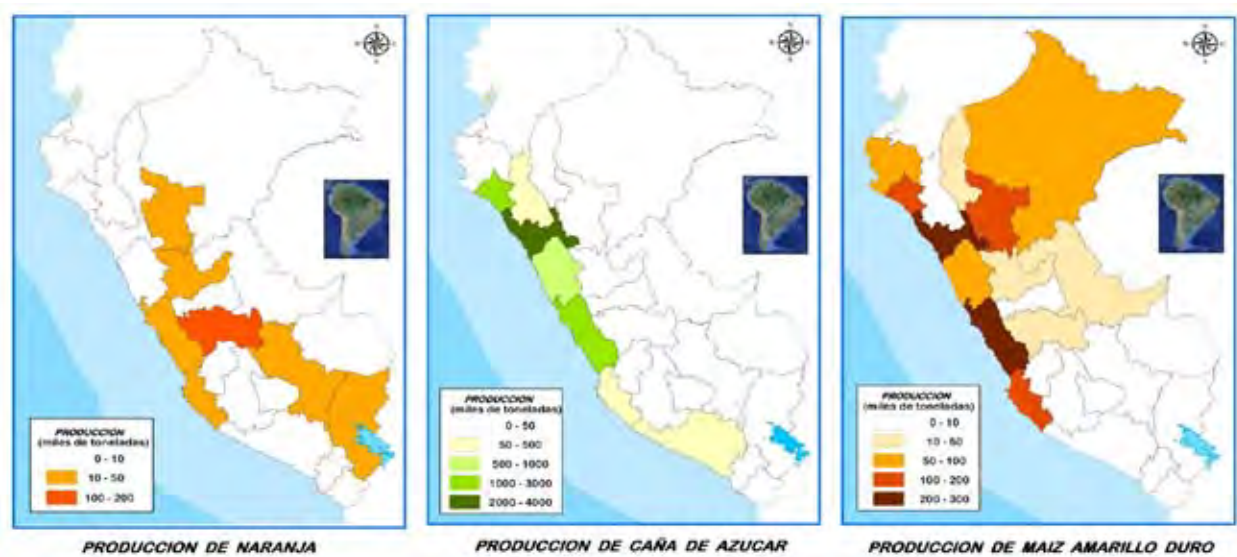 PRODUCCION
(miles de toneladas)
0 - 10
10 - 50
100 - 200
PRODUCCION DE NARANJA
PRODUCCION
(miles de toneladas)
0 - 50
50 - 500
500 - 1000
1000 - 3000
2000 - 4000
PRODUCCION DE CAÑA DE AZUCAR
PRODUCCION
(miles de toneladas)
0 - 10
10 - 50
50 - 100
100 - 200
200 - 300
PRODUCCION DE MAIZ AMARILLO DURO